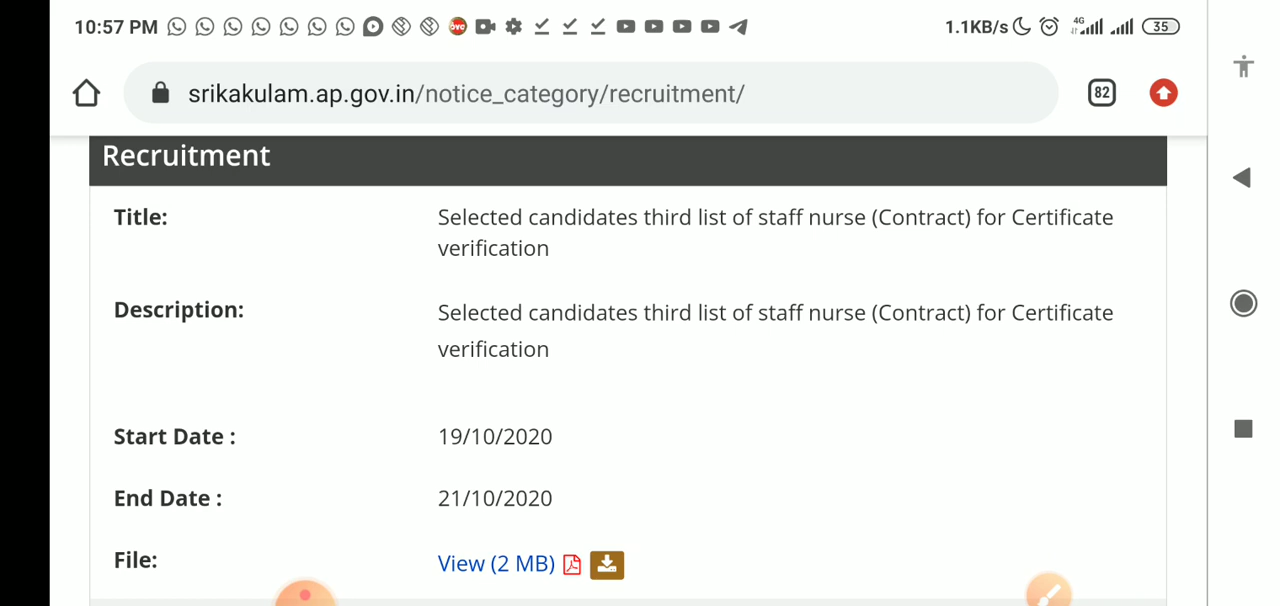 10:57 PM
1.1KB/s 4G 35
srikakulam.ap.gov.in/notice_category/recruitment/
82
Recruitment
Title: Selected candidates third list of staff nurse (Contract) for Certificate
verification
Description: Selected candidates third list of staff nurse (Contract) for Certificate
verification
Start Date : 19/10/2020
End Date : 21/10/2020
File: View (2 MB)